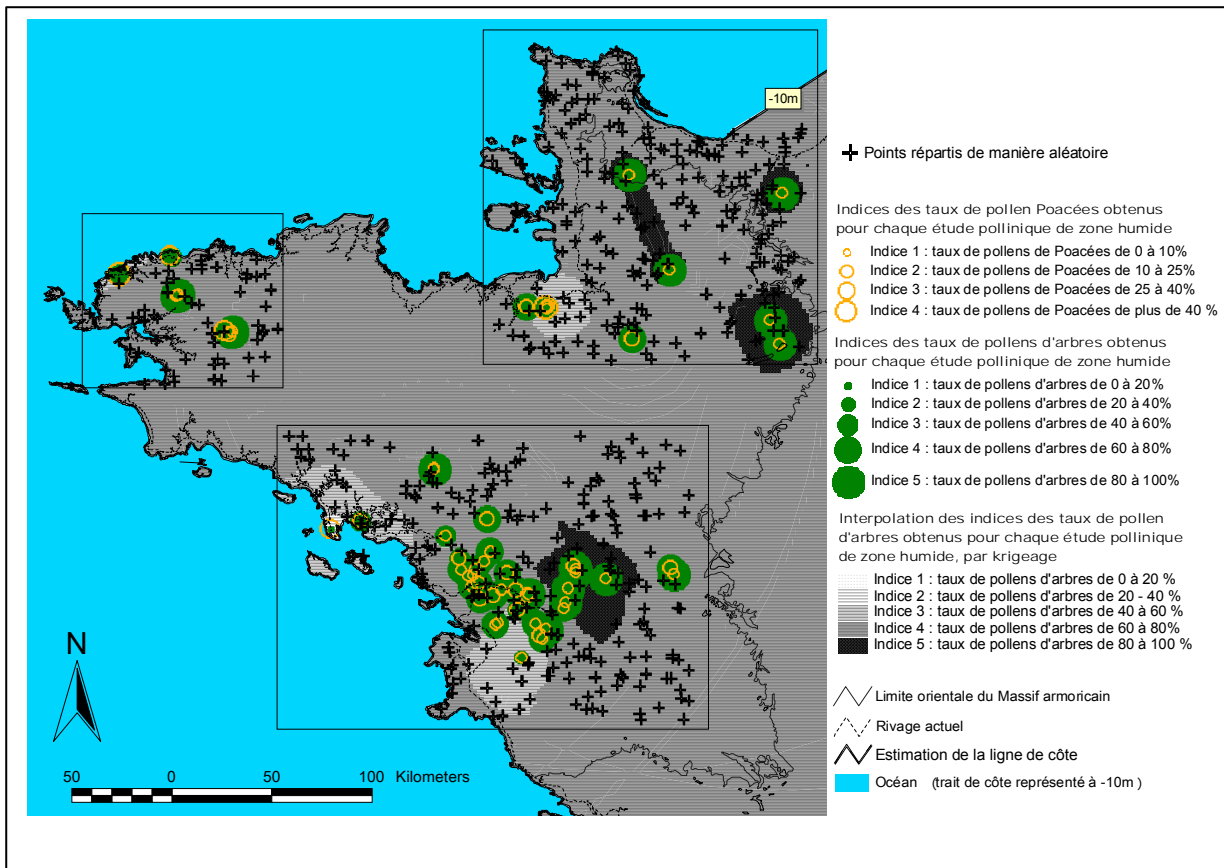 -10m
N
50 0 50 100 Kilometers
Points répartis de manière aléatoire
Indices des taux de pollen Poacées obtenus
pour chaque étude pollinique de zone humide
Indice 1 : taux de pollens de Poacées de 0 à 10%
Indice 2 : taux de pollens de Poacées de 10 à 25%
Indice 3 : taux de pollens de Poacées de 25 à 40%
Indice 4 : taux de pollens de Poacées de plus de 40 %
Indices des taux de pollens d'arbres obtenus
pour chaque étude pollinique de zone humide
Indice 1 : taux de pollens d'arbres de 0 à 20%
Indice 2 : taux de pollens d'arbres de 20 à 40%
Indice 3 : taux de pollens d'arbres de 40 à 60%
Indice 4 : taux de pollens d'arbres de 60 à 80%
Indice 5 : taux de pollens d'arbres de 80 à 100%
Interpolation des indices des taux de pollen
d'arbres obtenus pour chaque étude pollinique
de zone humide, par krigeage
Indice 1 : taux de pollens d'arbres de 0 à 20 %
Indice 2 : taux de pollens d'arbres de 20 - 40 %
Indice 3 : taux de pollens d'arbres de 40 à 60 %
Indice 4 : taux de pollens d'arbres de 60 à 80%
Indice 5 : taux de pollens d'arbres de 80 à 100 %
Limite orientale du Massif armoricain
Rivage actuel
Estimation de la ligne de côte
Océan (trait de côte représenté à -10m )